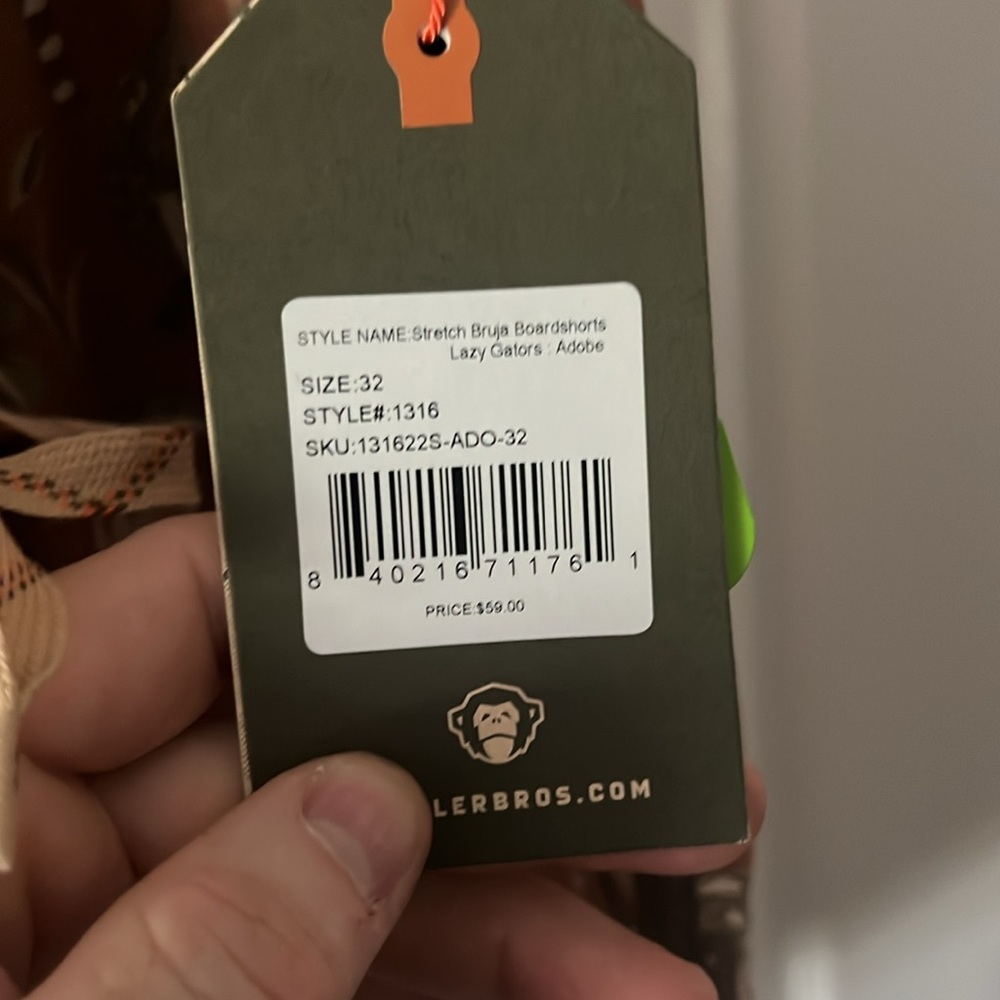 STYLE NAME:Stretch Bruja Boardshorts
Lazy Gators : Adobe
SIZE:32
STYLE#:1316
SKU:131622S-ADO-32
8 40216 71176 1
PRICE:$59.00
LERBROS.COM